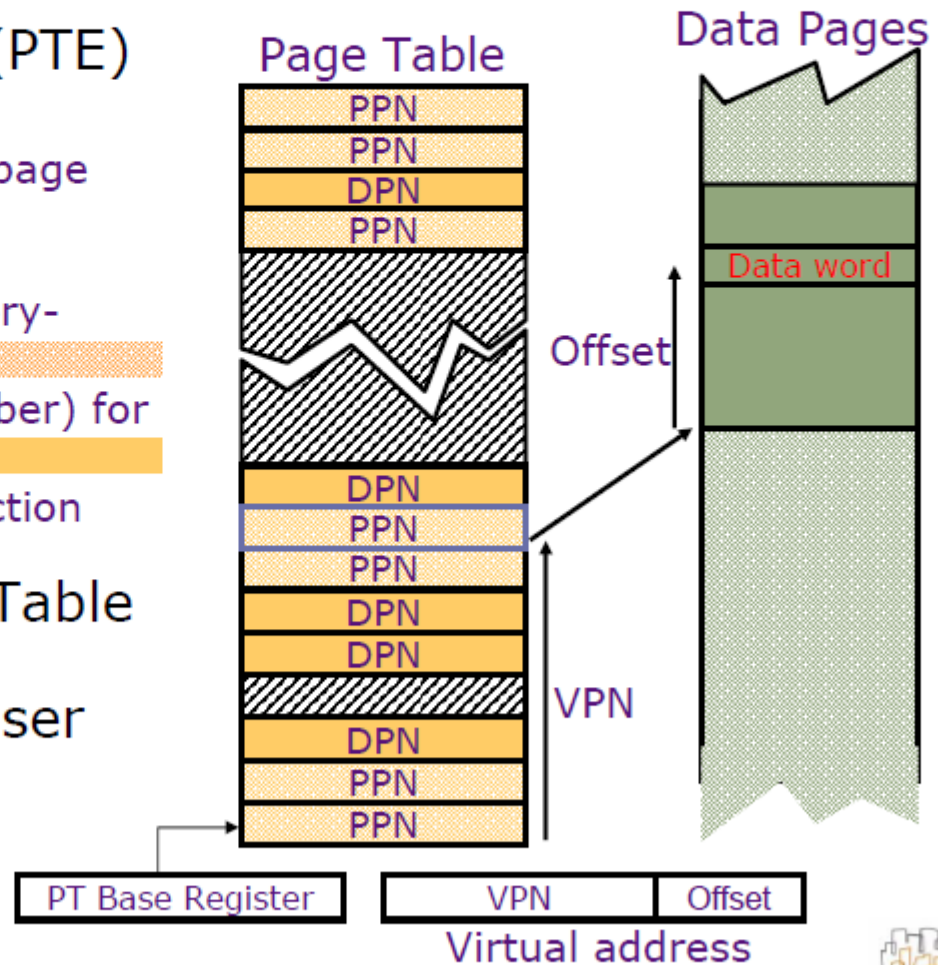 (PTE)
page
ry-
ber) for
ction
Table
ser
Page Table
PPN
PPN
DPN
PPN
DPN
PPN
PPN
DPN
DPN
DPN
PPN
PPN
VPN
Data Pages
Data word
Offset
PT Base Register
VPN Offset
Virtual address